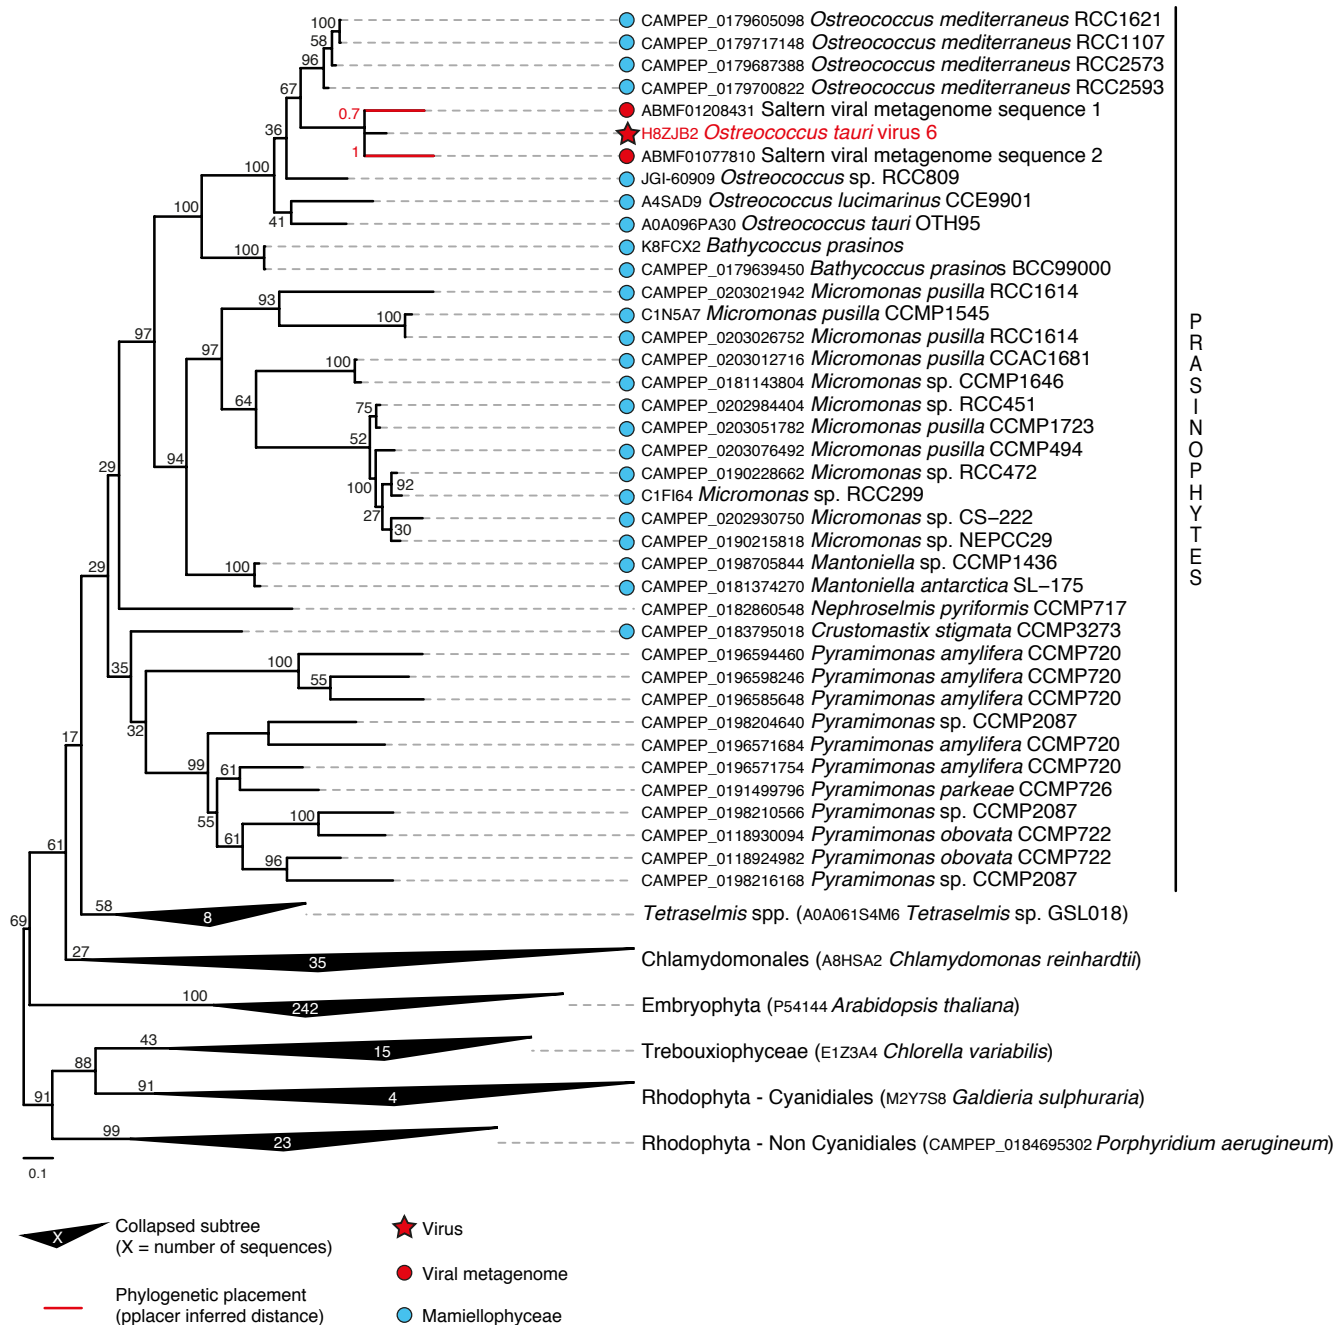 100
CAMPEP_0179605098 Ostreococcus mediterraneus RCC1621
58
CAMPEP_0179717148 Ostreococcus mediterraneus RCC1107
96
CAMPEP_0179687388 Ostreococcus mediterraneus RCC2573
67
CAMPEP_0179700822 Ostreococcus mediterraneus RCC2593
0.7
ABMF01208431 Saltern viral metagenome sequence 1
36
H8ZJB2 Ostreococcus tauri virus 6
1
ABMF01077810 Saltern viral metagenome sequence 2
100
JGI-60909 Ostreococcus sp. RCC809
100
A4SAD9 Ostreococcus lucimarinus CCE9901
41
A0A096PA30 Ostreococcus tauri OTH95
100
K8FCX2 Bathycoccus prasinos
CAMPEP_0179639450 Bathycoccus prasinos BCC99000
93
CAMPEP_0203021942 Micromonas pusilla RCC1614
100
C1N5A7 Micromonas pusilla CCMP1545
97
CAMPEP_0203026752 Micromonas pusilla RCC1614
97
100
CAMPEP_0203012716 Micromonas pusilla CCAC1681
CAMPEP_0181143804 Micromonas sp. CCMP1646
64
75
CAMPEP_0202984404 Micromonas sp. RCC451
CAMPEP_0203051782 Micromonas pusilla CCMP1723
52
CAMPEP_0203076492 Micromonas pusilla CCMP494
94
29
CAMPEP_0190228662 Micromonas sp. RCC472
100
92
C1FI64 Micromonas sp. RCC299
27
CAMPEP_0202930750 Micromonas sp. CS-222
30
CAMPEP_0190215818 Micromonas sp. NEPCC29
CAMPEP_0198705844 Mantoniella sp. CCMP1436
29
100
CAMPEP_0181374270 Mantoniella antarctica SL-175
CAMPEP_0182860548 Nephroselmis pyriformis CCMP717
CAMPEP_0183795018 Crustomastix stigmata CCMP3273
35
100
CAMPEP_0196594460 Pyramimonas amylifera CCMP720
55
CAMPEP_0196598246 Pyramimonas amylifera CCMP720
CAMPEP_0196585648 Pyramimonas amylifera CCMP720
32
CAMPEP_0198204640 Pyramimonas sp. CCMP2087
17
CAMPEP_0196571684 Pyramimonas amylifera CCMP720
99
61
CAMPEP_0196571754 Pyramimonas amylifera CCMP720
CAMPEP_0191499796 Pyramimonas parkeae CCMP726
55
100
CAMPEP_0198210566 Pyramimonas sp. CCMP2087
61
61
CAMPEP_0118930094 Pyramimonas obovata CCMP722
96
CAMPEP_0118924982 Pyramimonas obovata CCMP722
CAMPEP_0198216168 Pyramimonas sp. CCMP2087
PRASINOPHYTES
58
8
Tetraselmis spp. (A0A061S4M6 Tetraselmis sp. GSL018)
69
27
35
Chlamydomonales (A8HSA2 Chlamydomonas reinhardtii)
100
242
Embryophyta (P54144 Arabidopsis thaliana)
43
15
Trebouxiophyceae (E1Z3A4 Chlorella variabilis)
88
91
4
Rhodophyta - Cyanidiales (M2Y7S8 Galdieria sulphuraria)
91
99
23
Rhodophyta - Non Cyanidiales (CAMPEP_0184695302 Porphyridium aerugineum)
0.1
X
Collapsed subtree
(X = number of sequences)
Phylogenetic placement
(pplacer inferred distance)
Virus
Viral metagenome
Mamiellophyceae